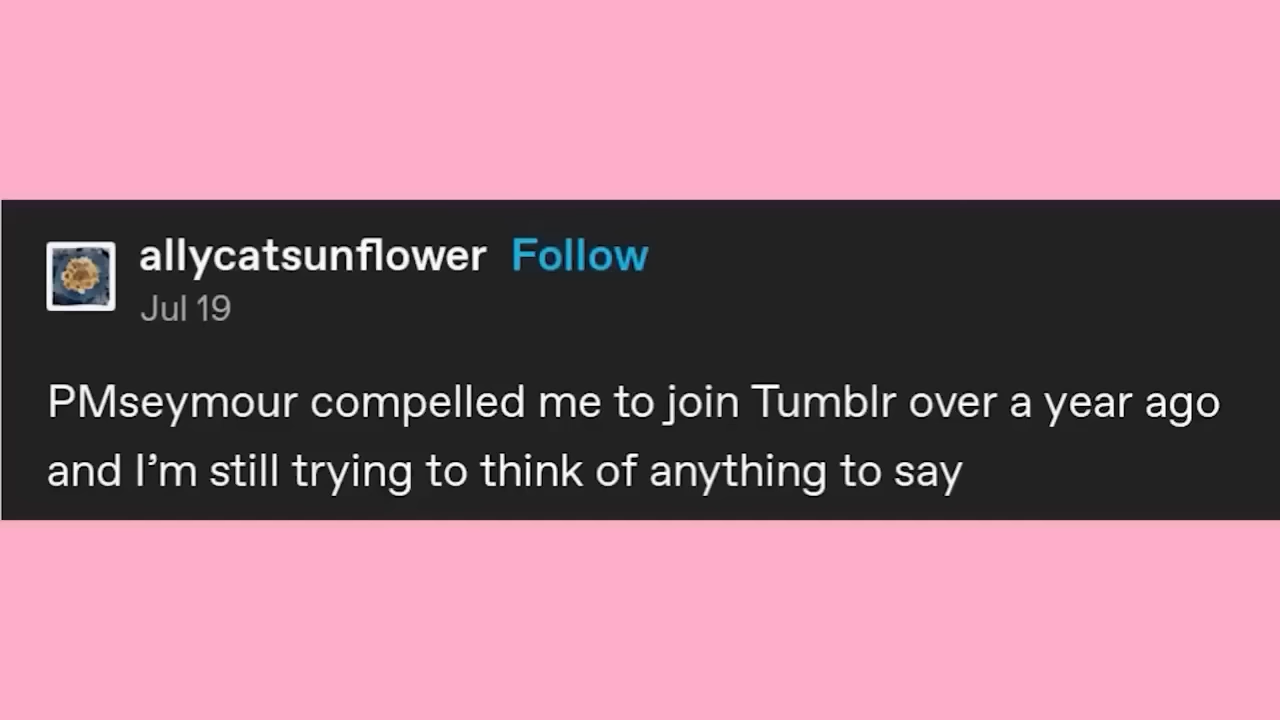 allycatsunflower Follow
Jul 19
PMseymour compelled me to join Tumblr over a year ago
and I’m still trying to think of anything to say